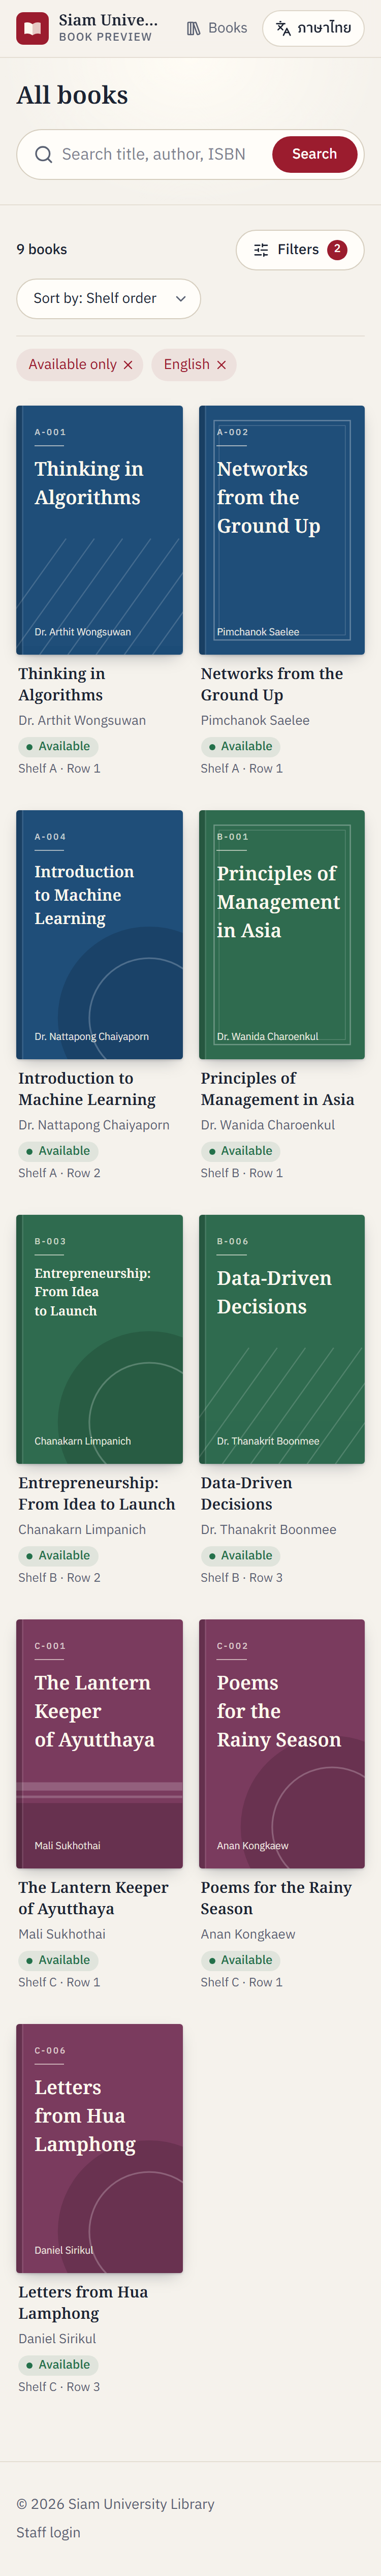 Siam Unive...
BOOK PREVIEW
Books
ภาษาไทย
All books
Search title, author, ISBN
Search
9 books
Filters 2
Sort by: Shelf order
Available only ×
English ×
A-001
Thinking in
Algorithms
Dr. Arthit Wongsuwan
Thinking in
Algorithms
Dr. Arthit Wongsuwan
Available
Shelf A · Row 1
A-002
Networks
from the
Ground Up
Pimchanok Saelee
Networks from the
Ground Up
Pimchanok Saelee
Available
Shelf A · Row 1
A-004
Introduction
to Machine
Learning
Dr. Nattapong Chaiyaporn
Introduction to
Machine Learning
Dr. Nattapong Chaiyaporn
Available
Shelf A · Row 2
B-001
Principles of
Management
in Asia
Dr. Wanida Charoenkul
Principles of
Management in Asia
Dr. Wanida Charoenkul
Available
Shelf B · Row 1
B-003
Entrepreneurship:
From Idea
to Launch
Chanakarn Limpanich
Entrepreneurship:
From Idea to Launch
Chanakarn Limpanich
Available
Shelf B · Row 2
B-006
Data-Driven
Decisions
Dr. Thanakrit Boonmee
Data-Driven
Decisions
Dr. Thanakrit Boonmee
Available
Shelf B · Row 3
C-001
The Lantern
Keeper
of Ayutthaya
Mali Sukhothai
The Lantern Keeper
of Ayutthaya
Mali Sukhothai
Available
Shelf C · Row 1
C-002
Poems
for the
Rainy Season
Anan Kongkaew
Poems for the Rainy
Season
Anan Kongkaew
Available
Shelf C · Row 1
C-006
Letters
from Hua
Lamphong
Daniel Sirikul
Letters from Hua
Lamphong
Daniel Sirikul
Available
Shelf C · Row 3
© 2026 Siam University Library
Staff login